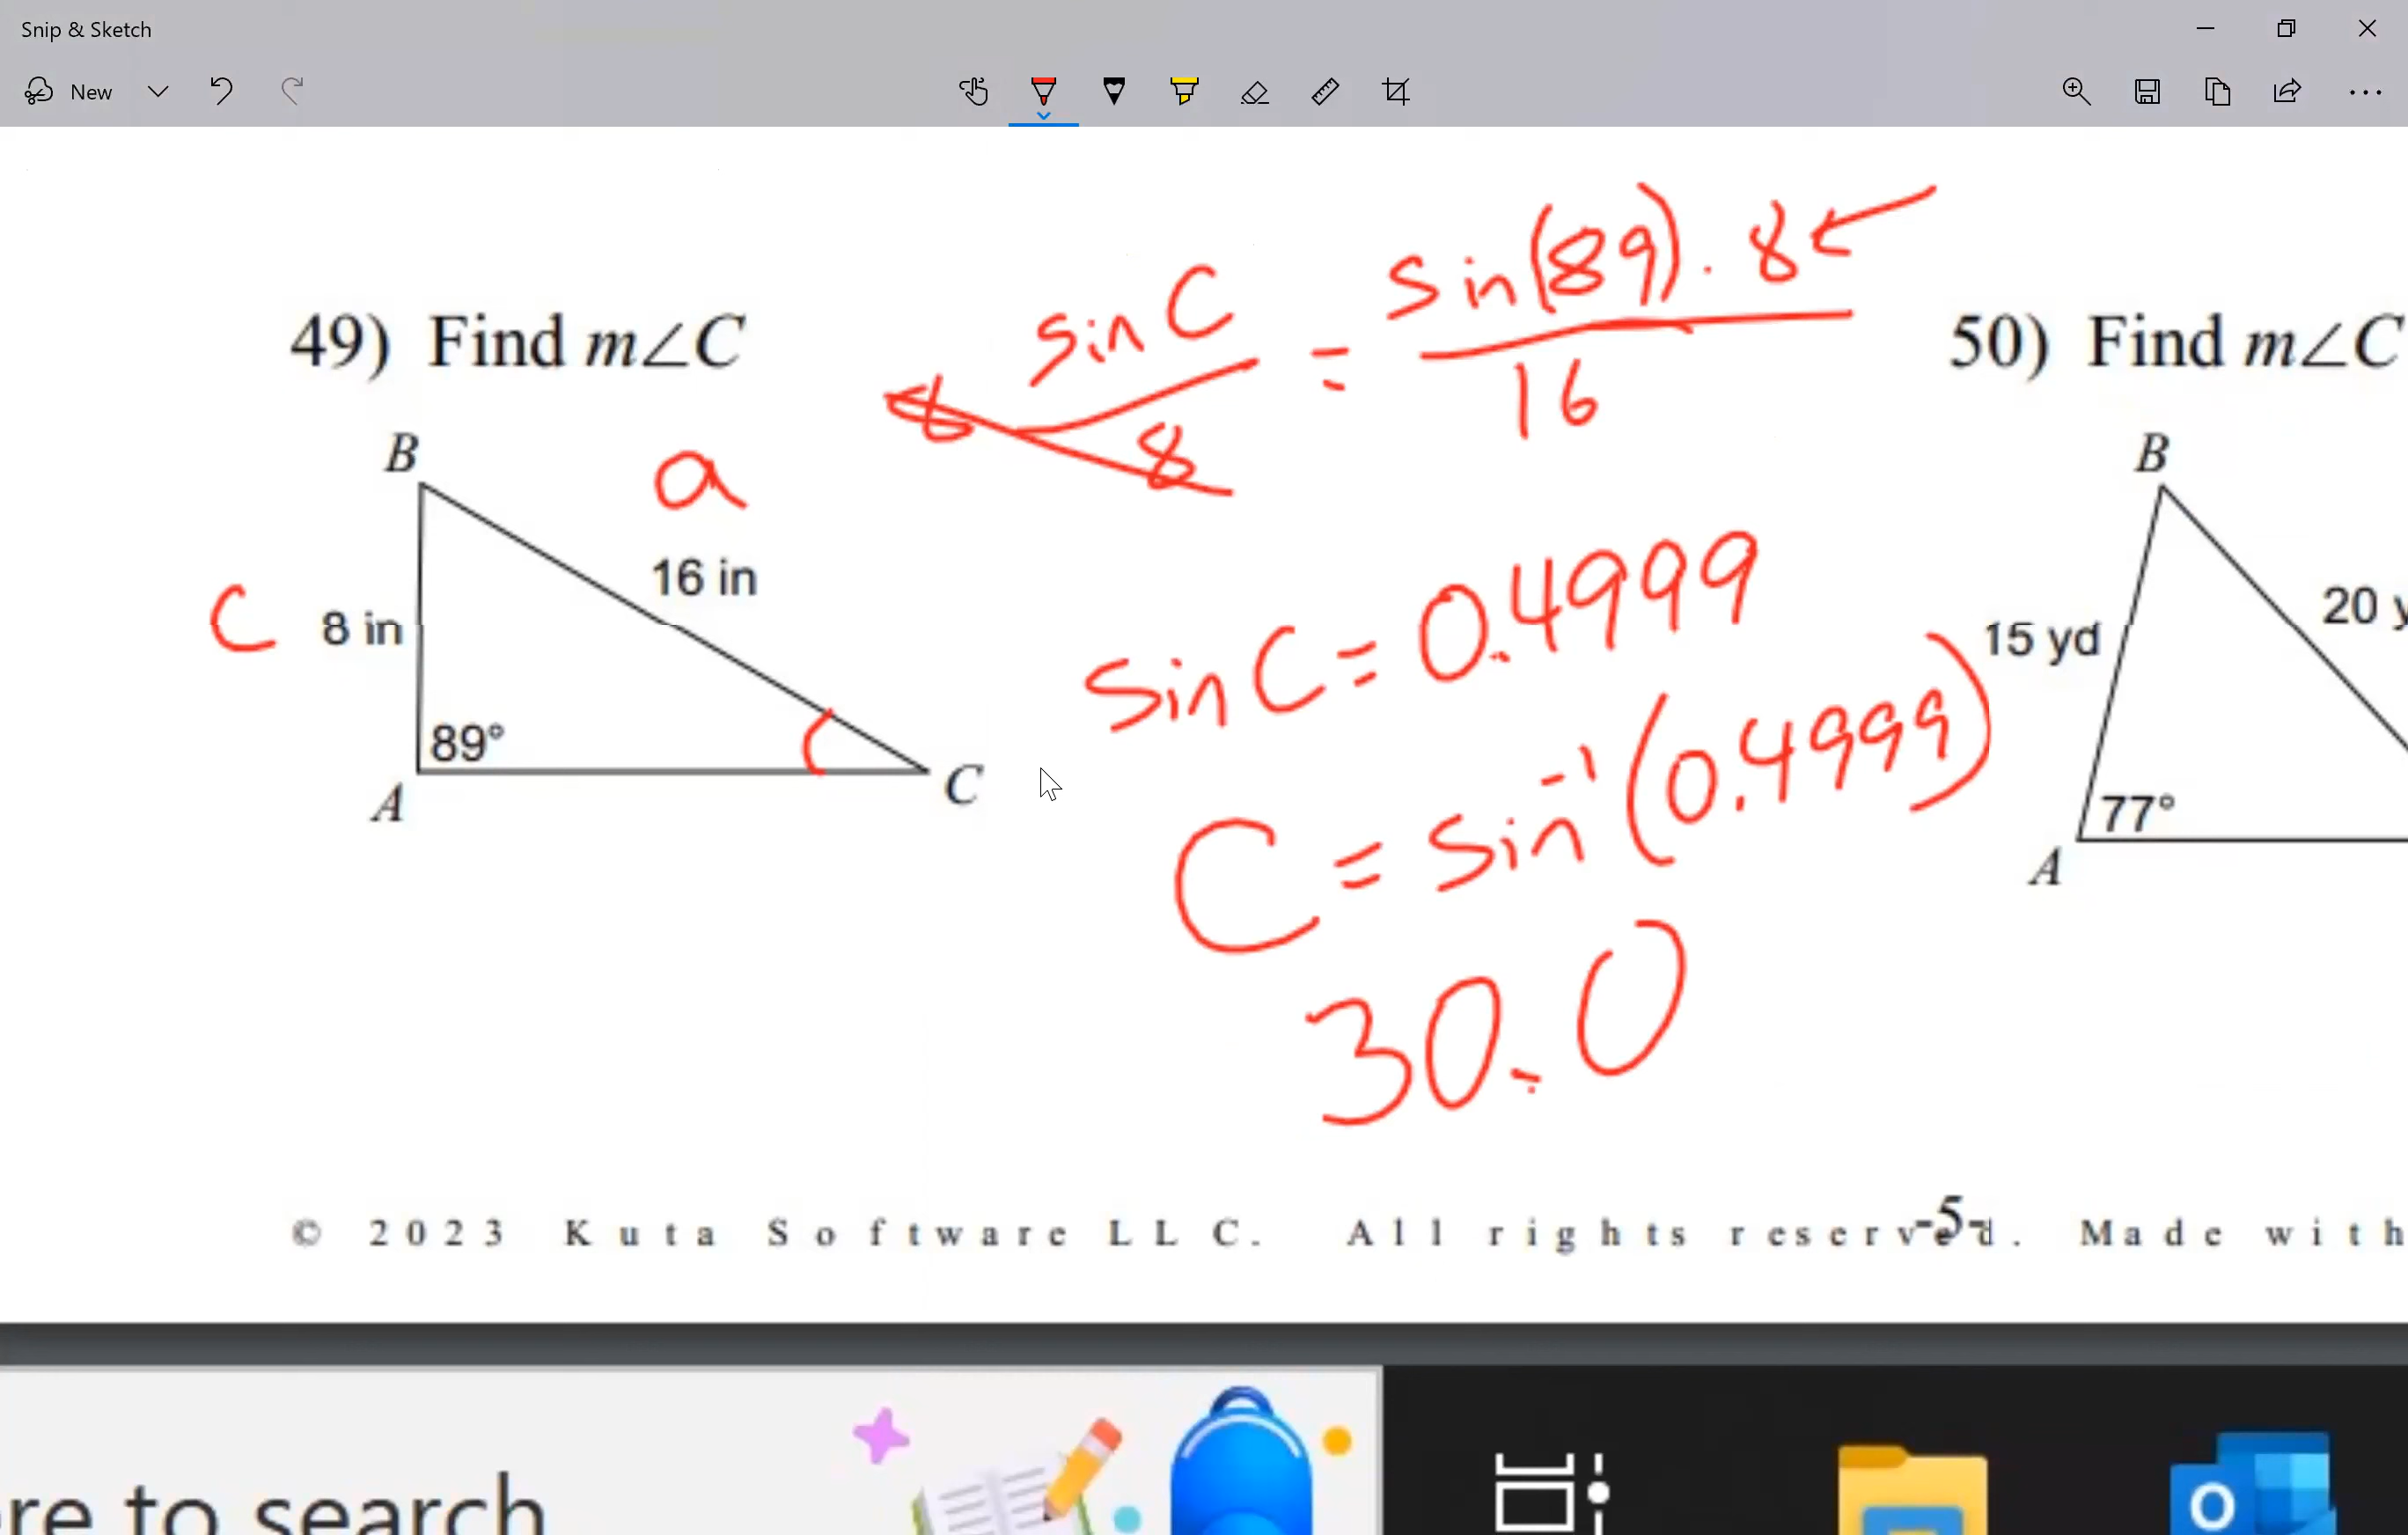 Snip & Sketch
New
49) Find m∠C
sin C / 8 = sin(89) · 8 / 16
50) Find m∠C
B
a
16 in
C 8 in
89°
A
C
sin C = 0.4999
C = sin⁻¹(0.4999)
30.0
B
15 yd
20 y
77°
A
© 2023 Kuta Software LLC. All rights reserved. Made with
-5-
re to search